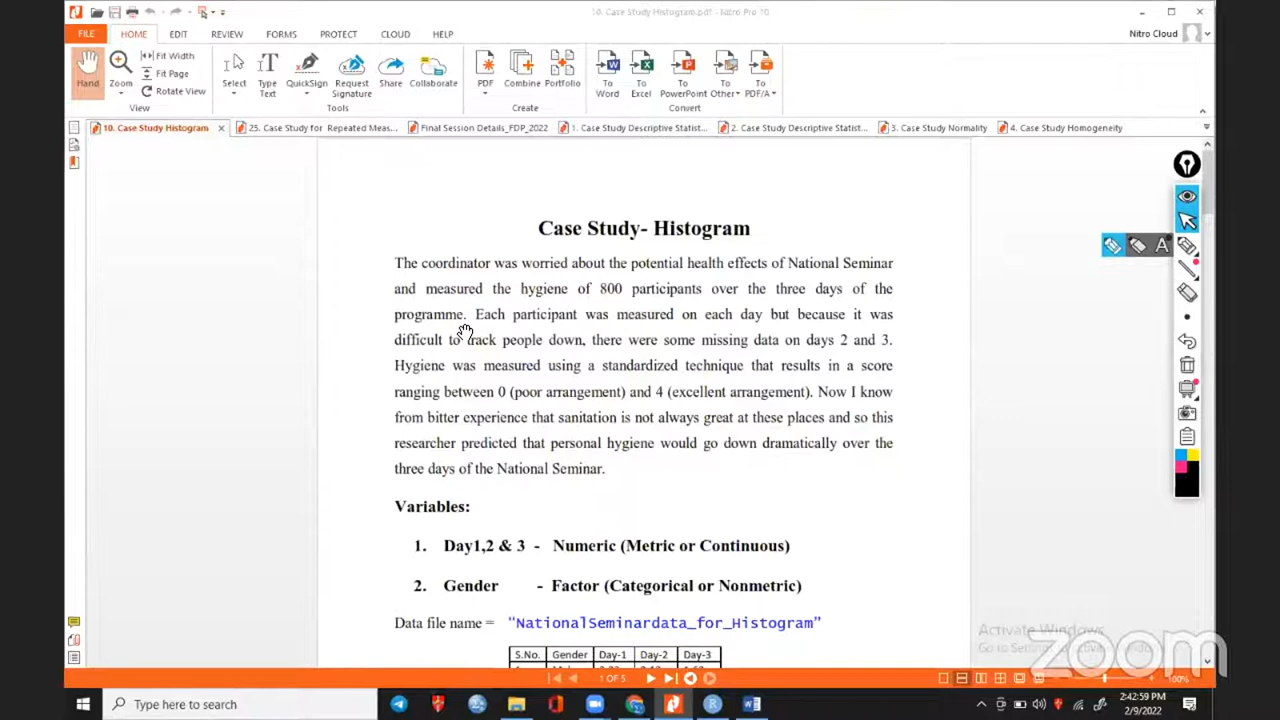 10. Case Study Histogram.pdf - Nitro Pro 10
FILE HOME EDIT REVIEW FORMS PROTECT CLOUD HELP
Nitro Cloud
Hand
Zoom
Fit Width
Fit Page
Rotate View
View
Select
Type Text
QuickSign
Request Signature
Share
Collaborate
Tools
PDF
Combine
Portfolio
Create
To Word
To Excel
To PowerPoint
To Other
To PDF/A
Convert
10. Case Study Histogram
25. Case Study for Repeated Meas...
Final Session Details_FDP_2022
1. Case Study Descriptive Statist...
2. Case Study Descriptive Statist...
3. Case Study Normality
4. Case Study Homogeneity
Case Study- Histogram
The coordinator was worried about the potential health effects of National Seminar
and measured the hygiene of 800 participants over the three days of the
programme. Each participant was measured on each day but because it was
difficult to track people down, there were some missing data on days 2 and 3.
Hygiene was measured using a standardized technique that results in a score
ranging between 0 (poor arrangement) and 4 (excellent arrangement). Now I know
from bitter experience that sanitation is not always great at these places and so this
researcher predicted that personal hygiene would go down dramatically over the
three days of the National Seminar.
Variables:
1. Day1,2 & 3 - Numeric (Metric or Continuous)
2. Gender - Factor (Categorical or Nonmetric)
Data file name = "NationalSeminardata_for_Histogram"
S.No. Gender Day-1 Day-2 Day-3
A
Activate Windows
zoom
1 OF 5
100%
Type here to search
2:42:59 PM
2/9/2022